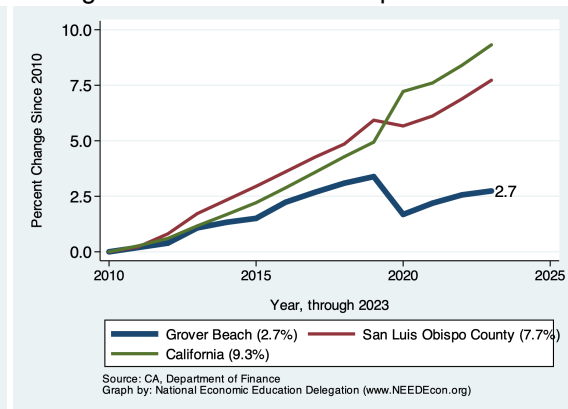 10.0
7.5
5.0
2.5
0.0
Percent Change Since 2010
2.7
2010 2015 2020 2025
Year, through 2023
Grover Beach (2.7%) San Luis Obispo County (7.7%)
California (9.3%)
Source: CA, Department of Finance
Graph by: National Economic Education Delegation (www.NEEDEcon.org)